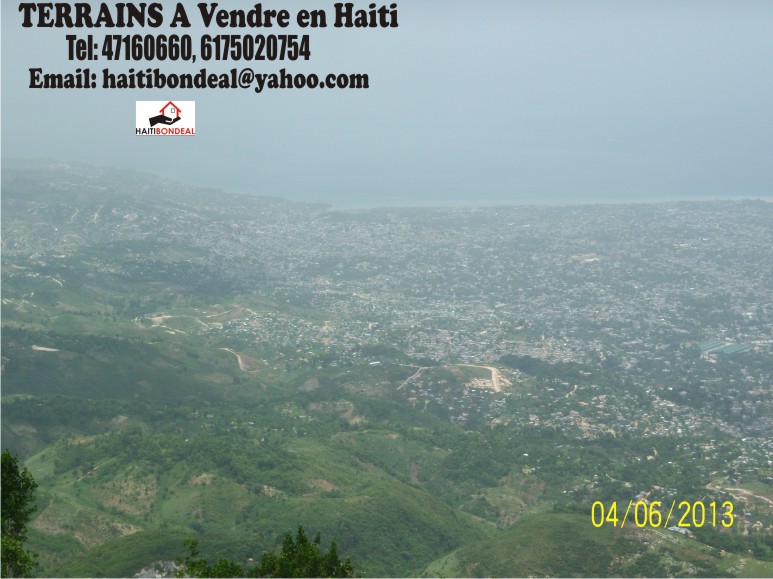 TERRAINS A Vendre en Haiti
Tel: 47160660, 6175020754
Email: haitibondeal@yahoo.com
HAITIBONDEAL
04/06/2013